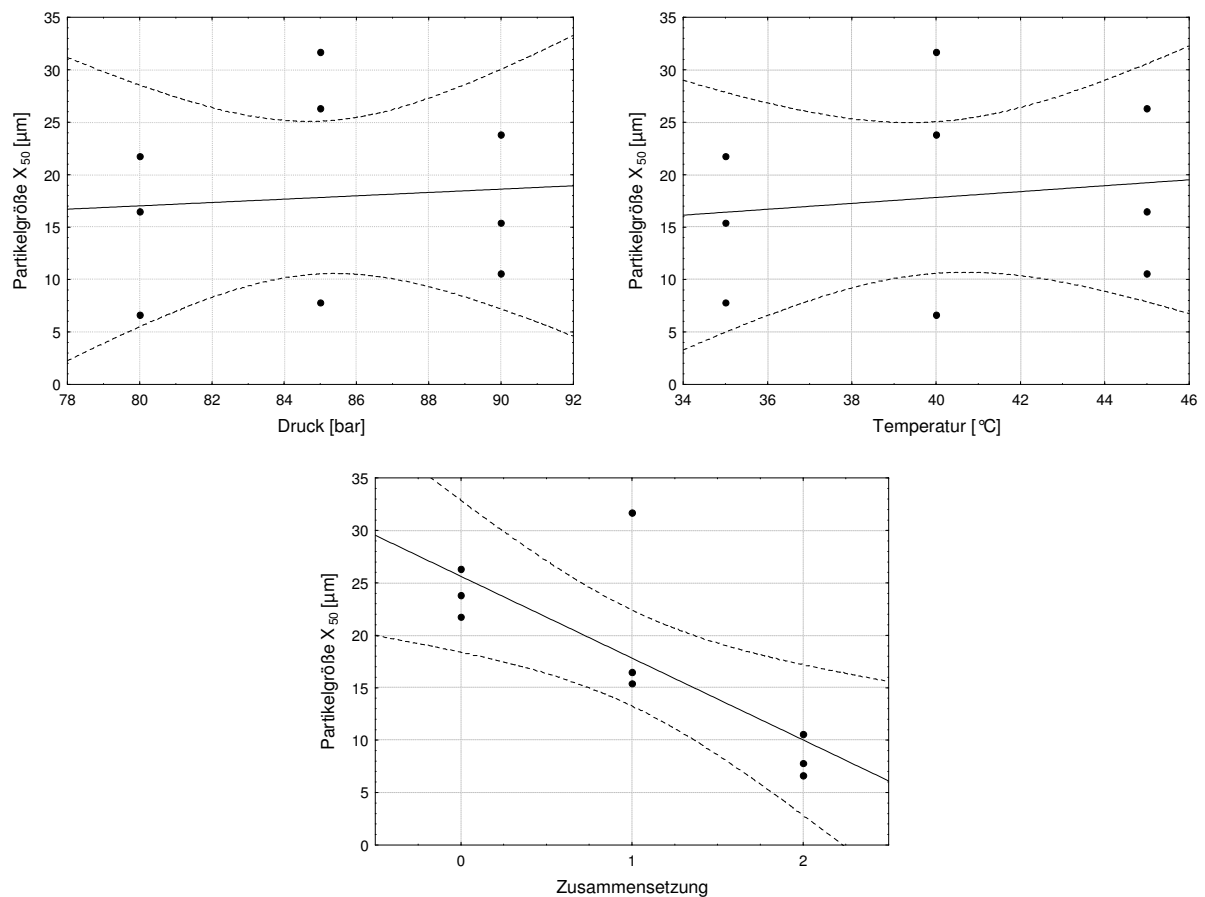 35
30
25
20
15
10
5
0
Partikelgröße X50 [µm]
78 80 82 84 86 88 90 92
Druck [bar]
35
30
25
20
15
10
5
0
Partikelgröße X50 [µm]
34 36 38 40 42 44 46
Temperatur [°C]
35
30
25
20
15
10
5
0
Partikelgröße X50 [µm]
0 1 2
Zusammensetzung